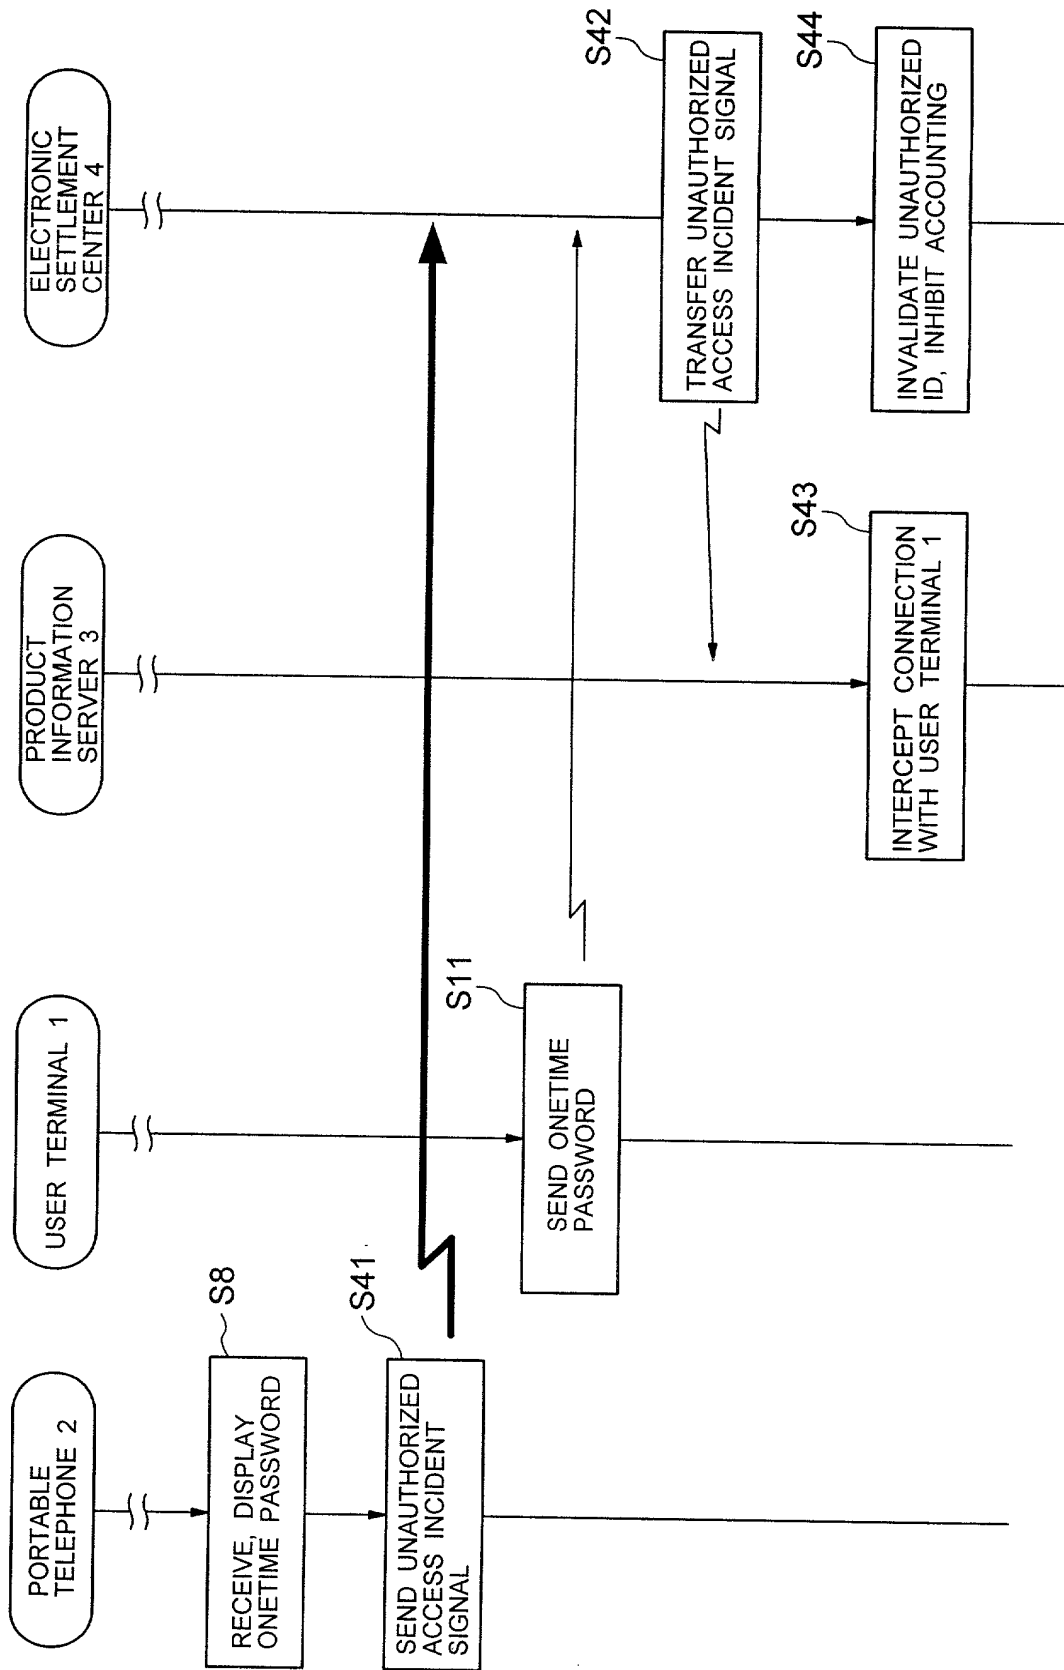 PORTABLE
TELEPHONE 2
USER TERMINAL 1
PRODUCT
INFORMATION
SERVER 3
ELECTRONIC
SETTLEMENT
CENTER 4
S8
RECEIVE, DISPLAY
ONETIME PASSWORD
S41
SEND UNAUTHORIZED
ACCESS INCIDENT
SIGNAL
S11
SEND ONETIME
PASSWORD
S42
TRANSFER UNAUTHORIZED
ACCESS INCIDENT SIGNAL
S43
INTERCEPT CONNECTION
WITH USER TERMINAL 1
S44
INVALIDATE UNAUTHORIZED
ID, INHIBIT ACCOUNTING